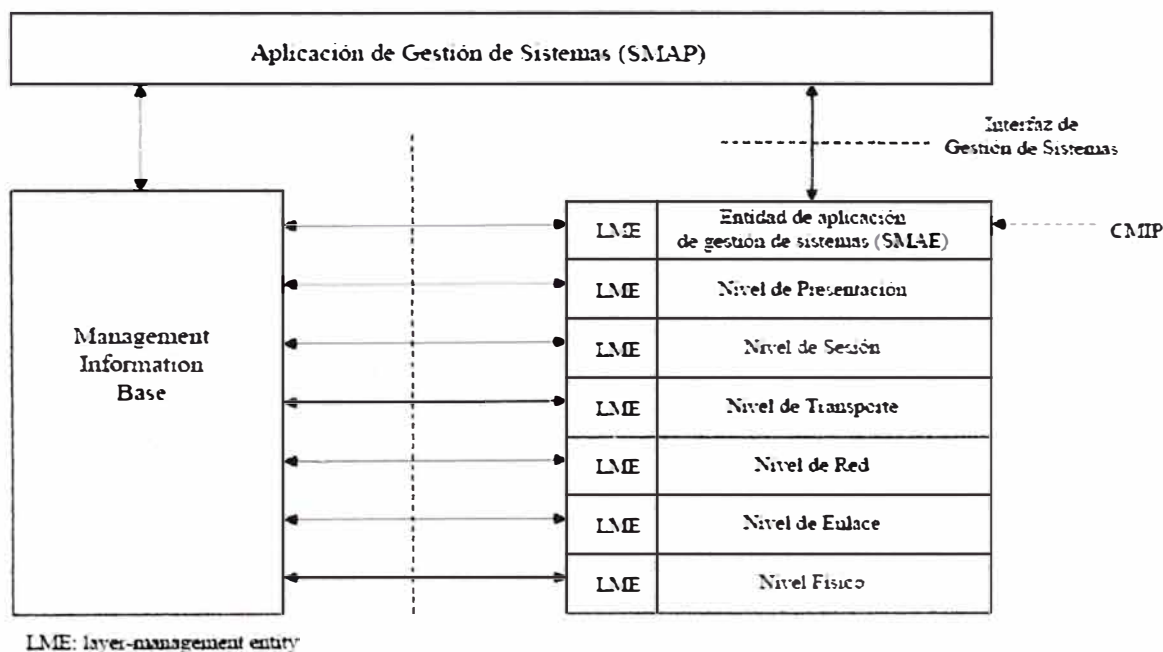 Aplicación de Gestión de Sistemas (SMAP)
Interfaz de
Gestión de Sistemas
Management
Information
Base
LME
Entidad de aplicación
de gestión de sistemas (SMAE)
CMIP
LME
Nivel de Presentación
LME
Nivel de Sesión
LME
Nivel de Transporte
LME
Nivel de Red
LME
Nivel de Enlace
LME
Nivel Físico
LME: layer-management entity